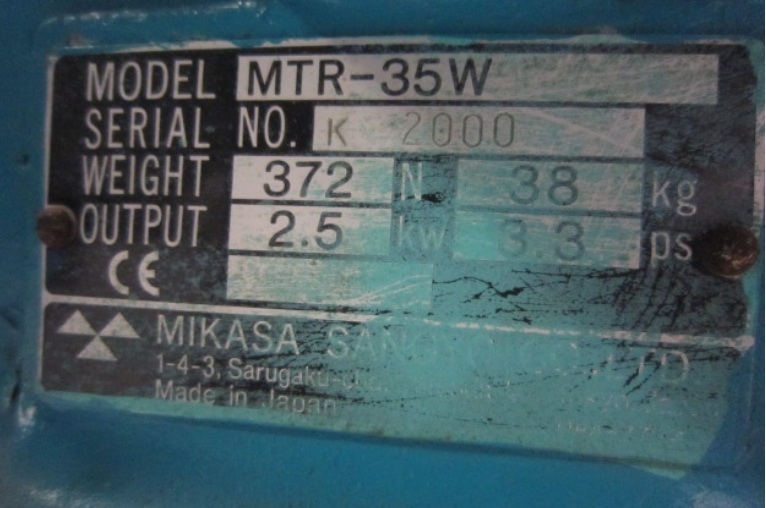 MODEL MTR-35W
SERIAL NO. K 2000
WEIGHT 372 N 38 kg
OUTPUT 2.5 kw 3.3 ps
CE
MIKASA
1-4-3, Sarugaku-cho,
Made in Japan